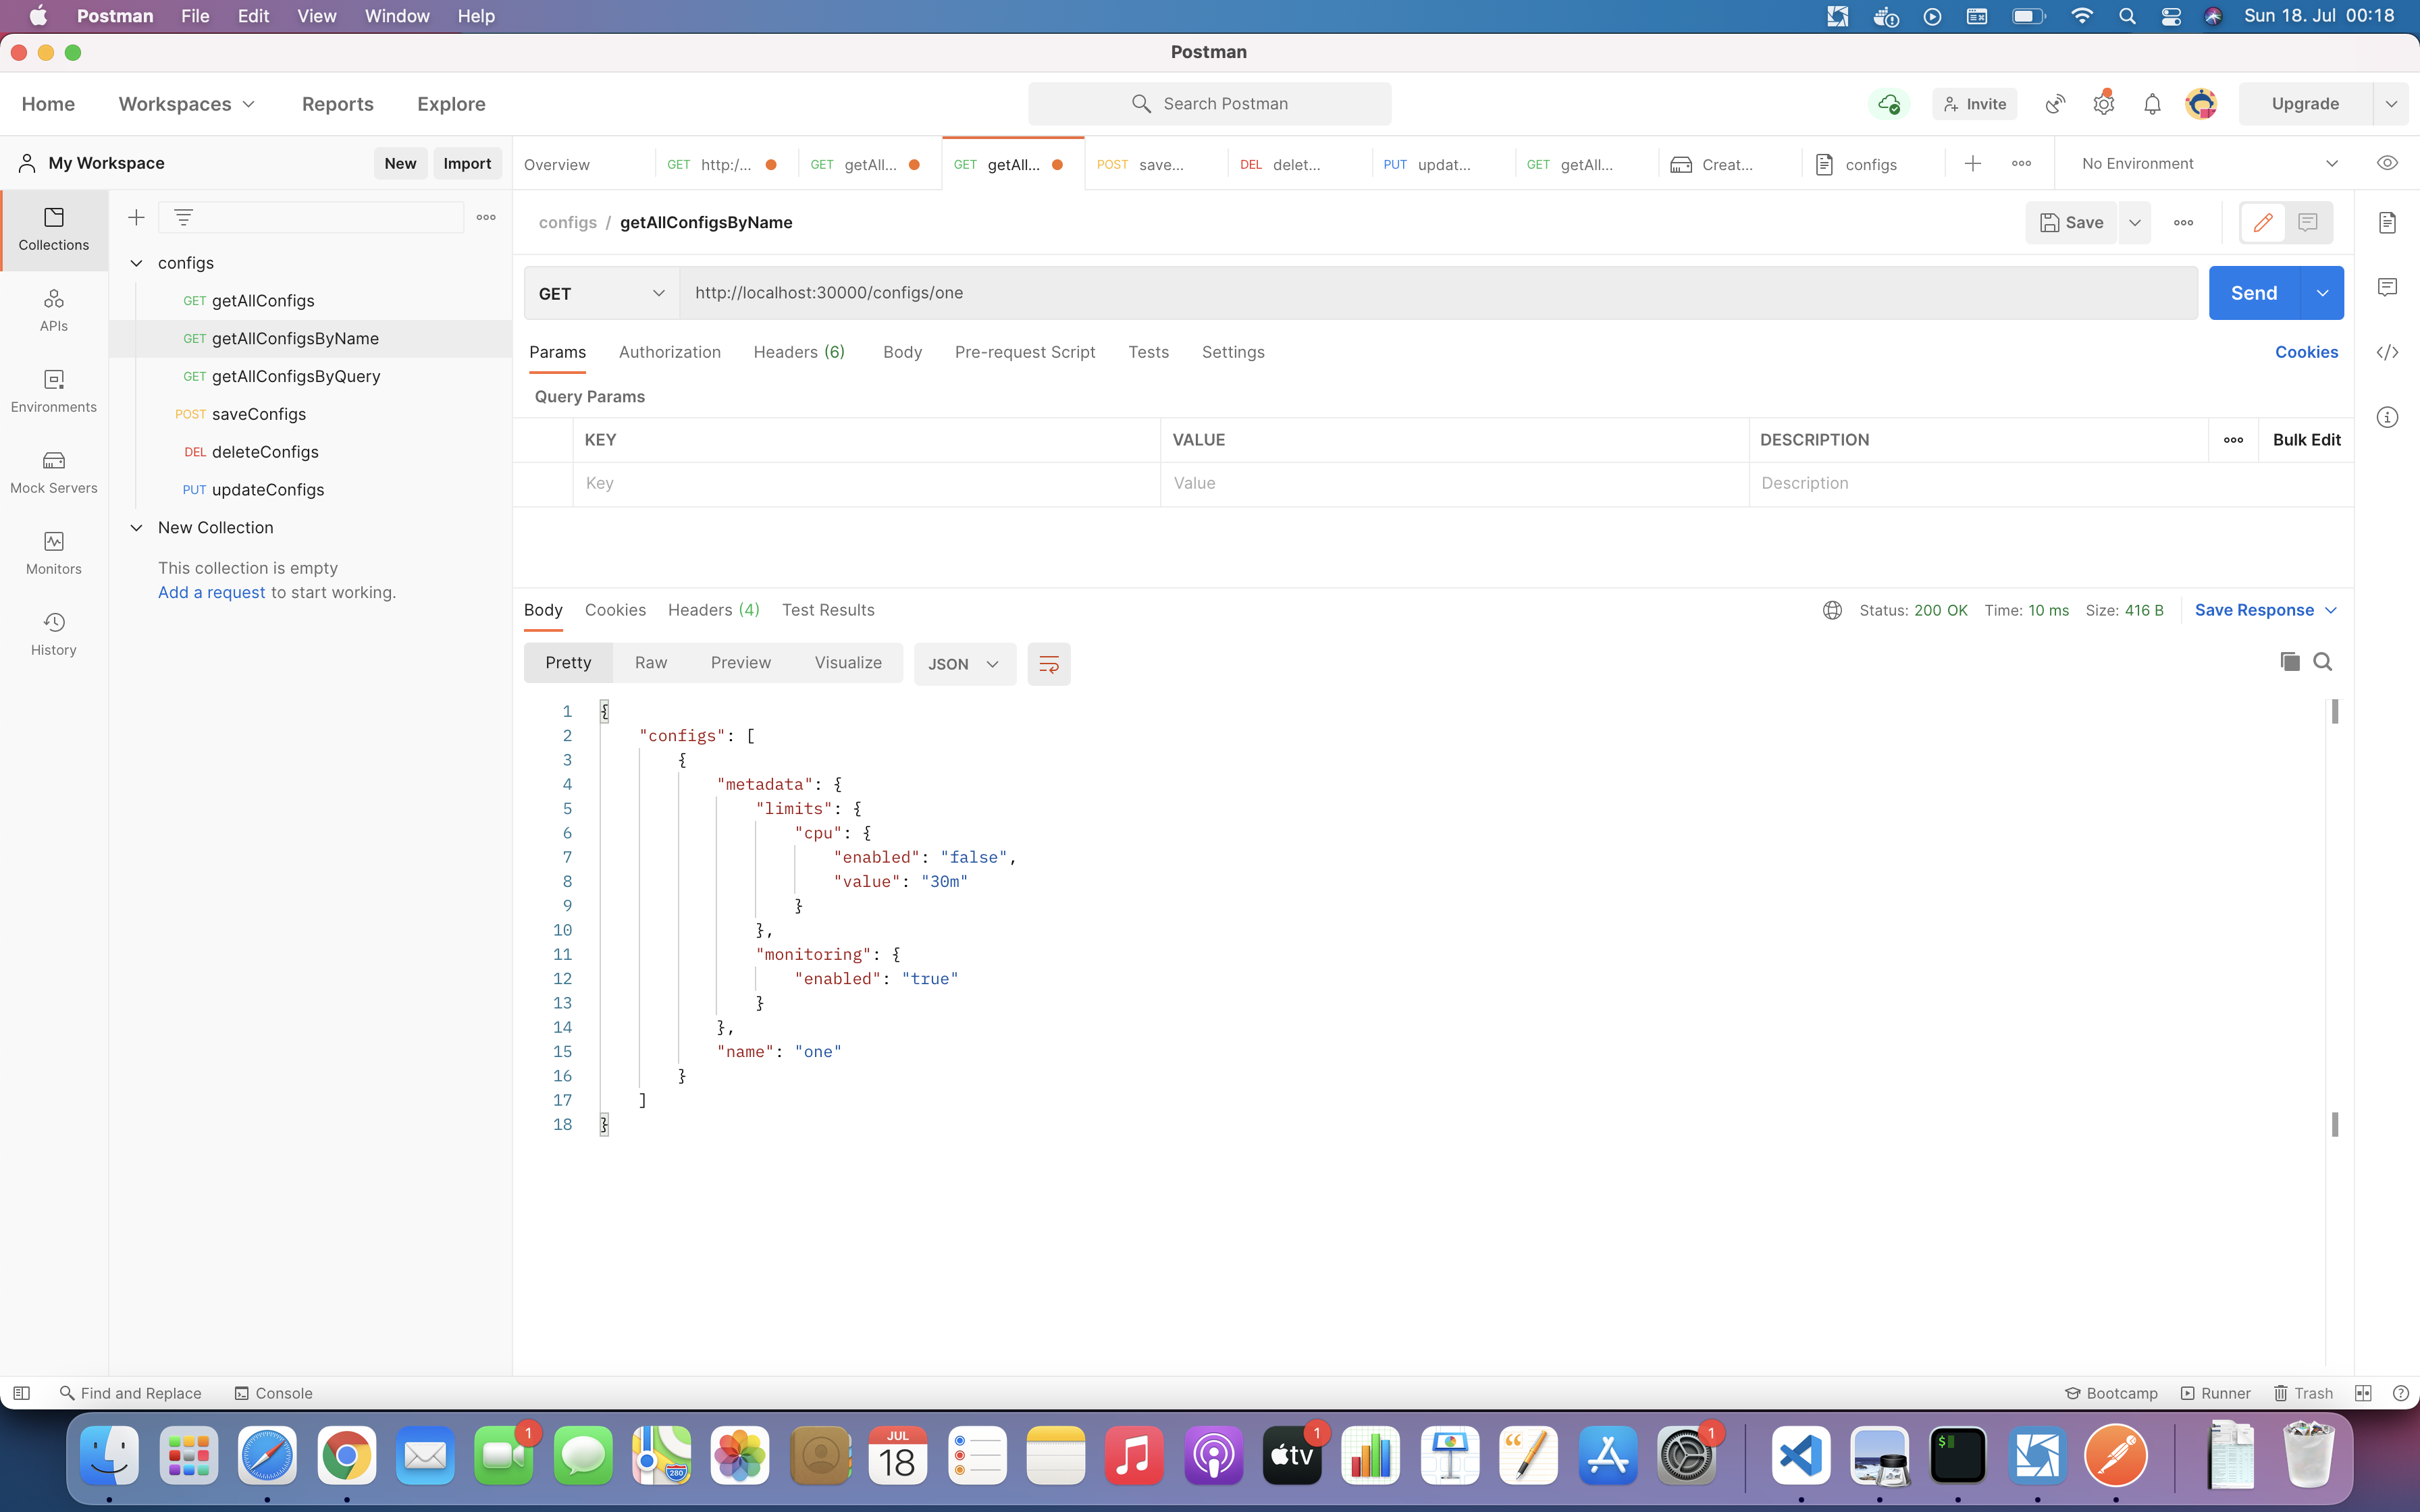 Postman File Edit View Window Help Sun 18. Jul 00:18
Postman
Home Workspaces Reports Explore Search Postman Invite Upgrade
My Workspace New Import Overview GET http:/... GET getAll... GET getAll... POST save... DEL delet... PUT updat... GET getAll... Creat... configs No Environment
Collections
APIs
Environments
Mock Servers
Monitors
History
configs
GET getAllConfigs
GET getAllConfigsByName
GET getAllConfigsByQuery
POST saveConfigs
DEL deleteConfigs
PUT updateConfigs
New Collection
This collection is empty
Add a request to start working.
configs / getAllConfigsByName Save
GET http://localhost:30000/configs/one Send
Params Authorization Headers (6) Body Pre-request Script Tests Settings Cookies
Query Params
KEY VALUE DESCRIPTION Bulk Edit
Key Value Description
Body Cookies Headers (4) Test Results Status: 200 OK Time: 10 ms Size: 416 B Save Response
Pretty Raw Preview Visualize JSON
1 {
2 "configs": [
3 {
4 "metadata": {
5 "limits": {
6 "cpu": {
7 "enabled": "false",
8 "value": "30m"
9 }
10 },
11 "monitoring": {
12 "enabled": "true"
13 }
14 },
15 "name": "one"
16 }
17 ]
18 }
Find and Replace Console Bootcamp Runner Trash
1 280 JUL 18 tv 1 1 $